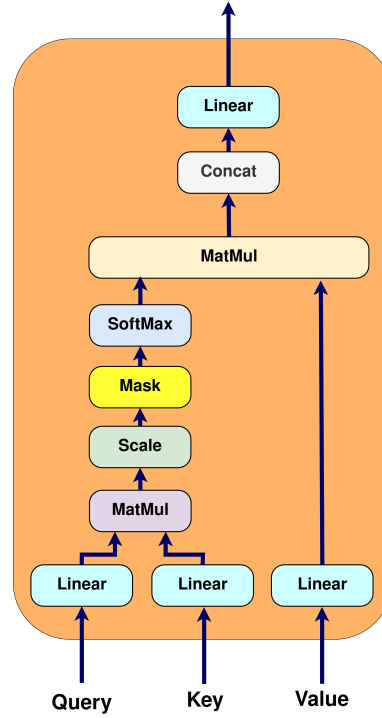 Linear
Concat
MatMul
SoftMax
Mask
Scale
MatMul
Linear Linear Linear
Query Key Value